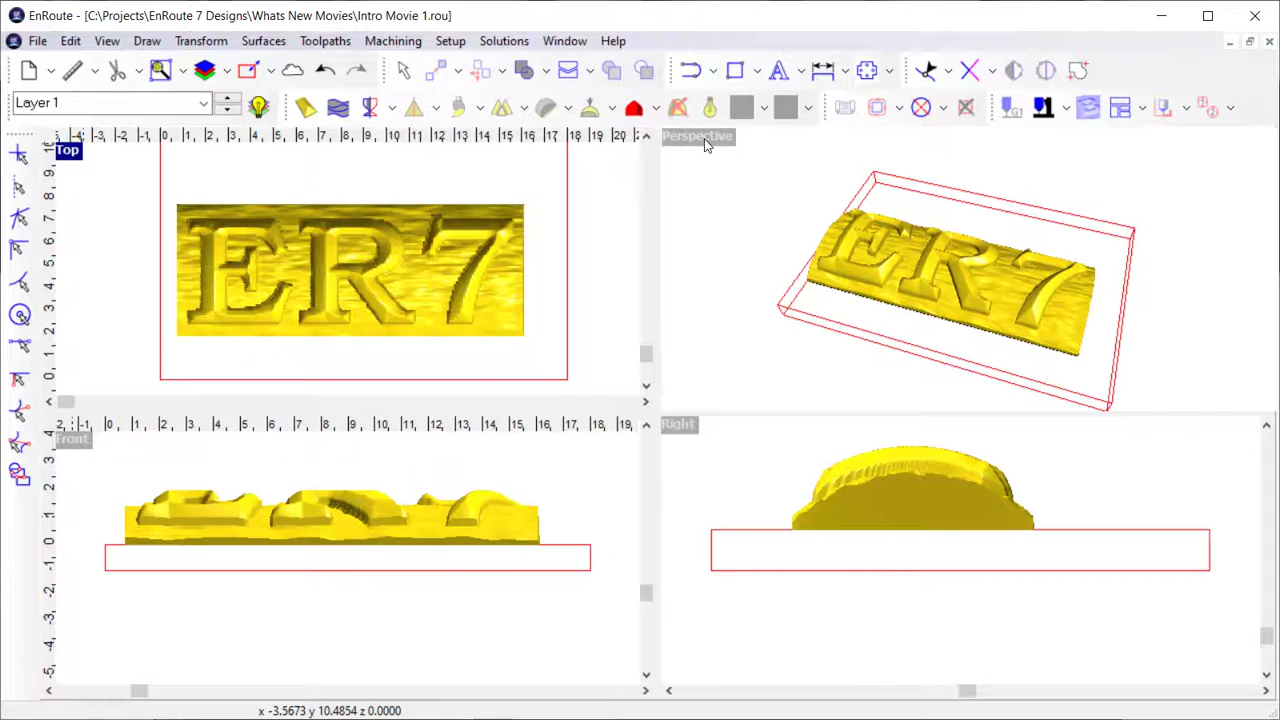 EnRoute - [C:\Projects\EnRoute 7 Designs\Whats New Movies\Intro Movie 1.rou]
File Edit View Draw Transform Surfaces Toolpaths Machining Setup Solutions Window Help
Layer 1
Top
Perspective
ER7
ER7
Front
Right
x -3.5673 y 10.4854 z 0.0000